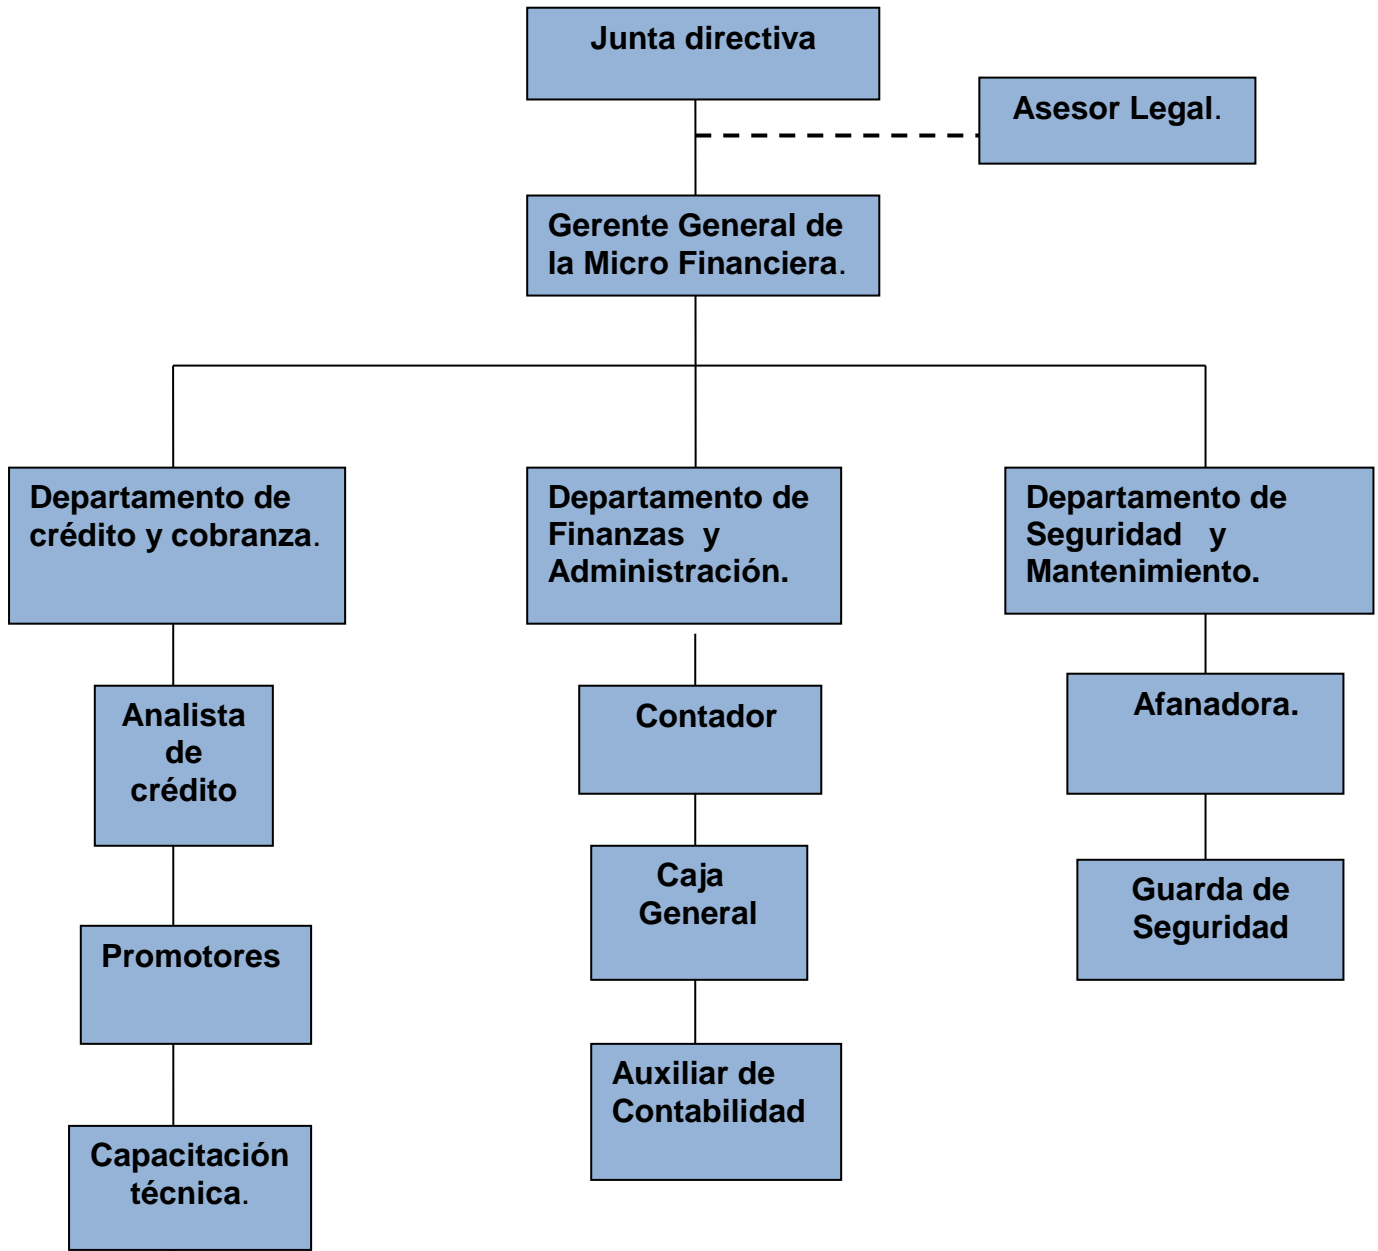 Junta directiva
Asesor Legal.
Gerente General de
la Micro Financiera.
Departamento de
crédito y cobranza.
Departamento de
Finanzas y
Administración.
Departamento de
Seguridad y
Mantenimiento.
Analista
de
crédito
Contador
Afanadora.
Caja
General
Guarda de
Seguridad
Promotores
Auxiliar de
Contabilidad
Capacitación
técnica.